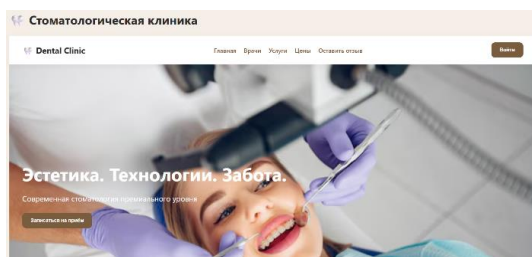 Стоматологическая клиника
Dental Clinic
Главная Врачи Услуги Цены Оставить отзыв
Войти
Эстетика. Технологии. Забота.
Современная стоматология премиального уровня
Записаться на приём